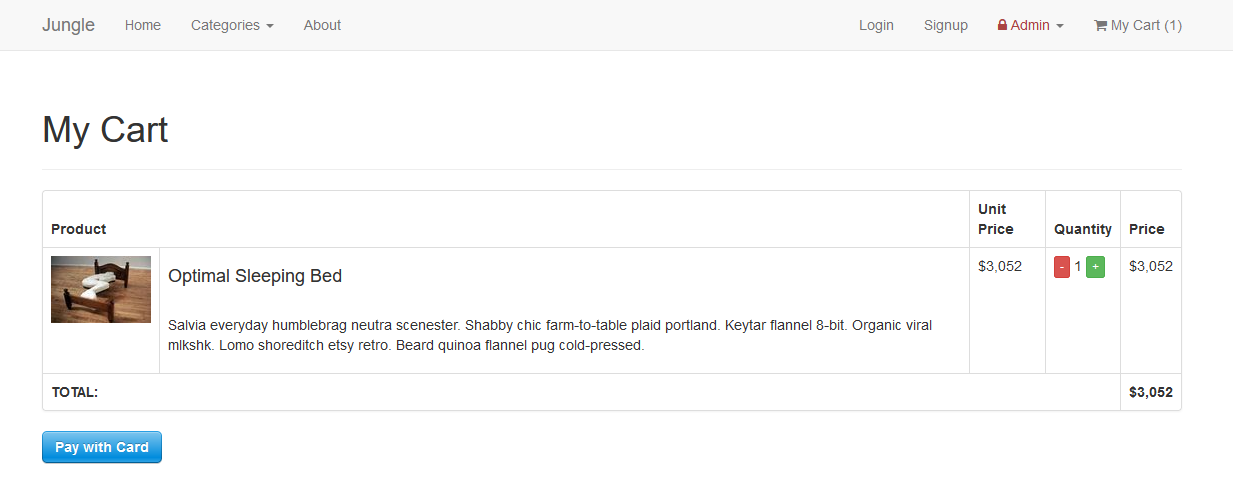 Jungle Home Categories About Login Signup Admin My Cart (1)
My Cart
Product Unit Price Quantity Price
Optimal Sleeping Bed $3,052 - 1 + $3,052
Salvia everyday humblebrag neutra scenester. Shabby chic farm-to-table plaid portland. Keytar flannel 8-bit. Organic viral
mlkshk. Lomo shoreditch etsy retro. Beard quinoa flannel pug cold-pressed.
TOTAL: $3,052
Pay with Card